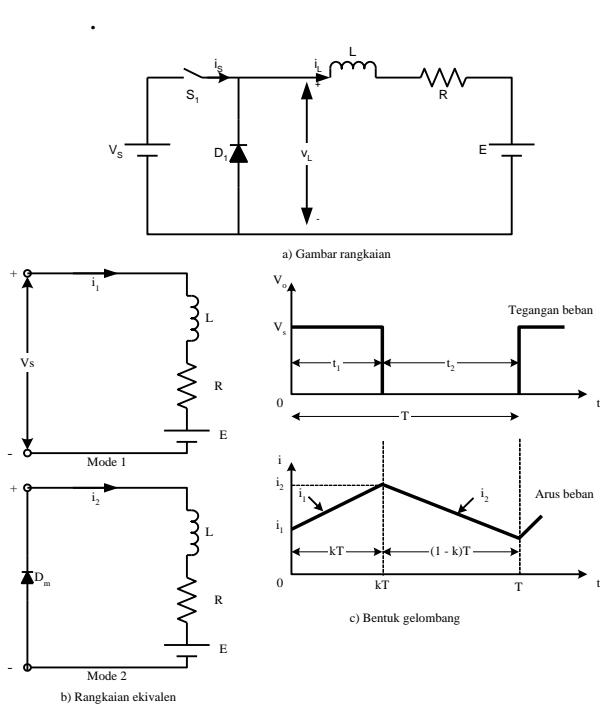 L
i_S
i_L
+
S_1
R
V_S
D_1
v_L
E
-
a) Gambar rangkaian
+
i_1
L
Vs
R
E
-
Mode 1
+
i_2
L
D_m
R
E
-
Mode 2
b) Rangkaian ekivalen
V_o
Tegangan beban
V_s
t_1
t_2
0
t
T
i
i_2
i_1
i_2
Arus beban
i_1
kT
(1 - k)T
0
kT
T
t
c) Bentuk gelombang